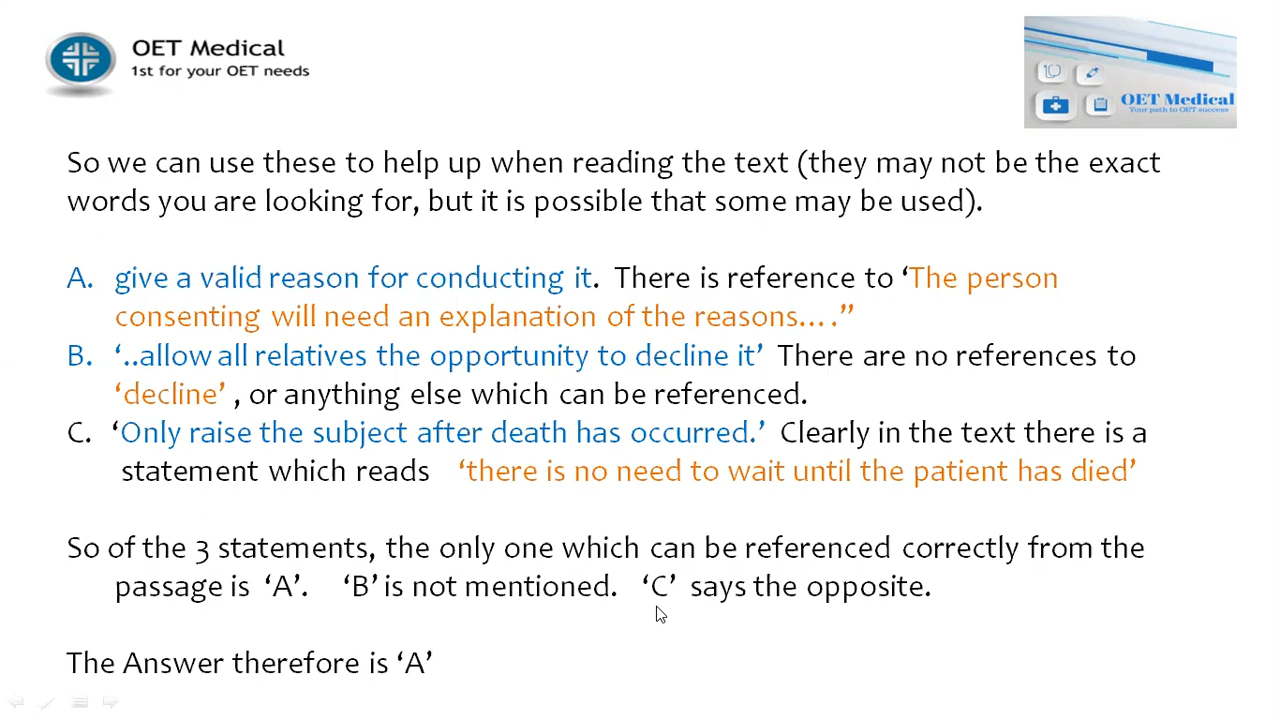 OET Medical
1st for your OET needs
OET Medical
Your path to OET success
So we can use these to help up when reading the text (they may not be the exact
words you are looking for, but it is possible that some may be used).
A. give a valid reason for conducting it. There is reference to ‘The person
consenting will need an explanation of the reasons….”
B. ‘..allow all relatives the opportunity to decline it’ There are no references to
‘decline’ , or anything else which can be referenced.
C. ‘Only raise the subject after death has occurred.’ Clearly in the text there is a
statement which reads ‘there is no need to wait until the patient has died’
So of the 3 statements, the only one which can be referenced correctly from the
passage is ‘A’. ‘B’ is not mentioned. ‘C’ says the opposite.
The Answer therefore is ‘A’